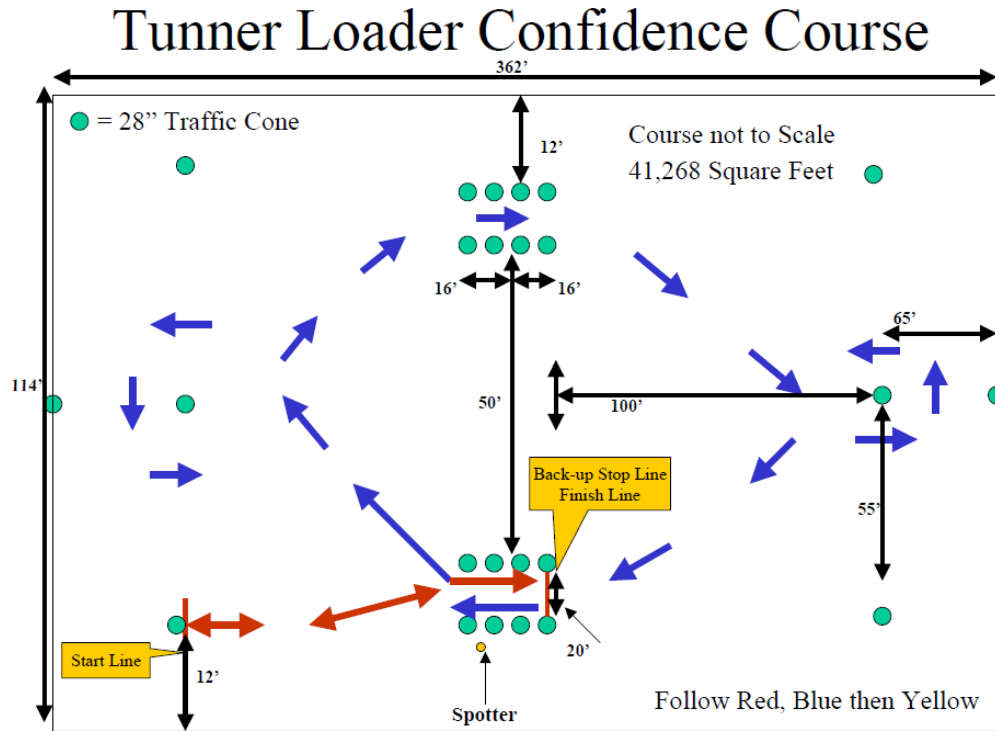 Tunner Loader Confidence Course
362’
= 28” Traffic Cone
12’
Course not to Scale
41,268 Square Feet
16’
16’
65’
114’
50’
100’
Back-up Stop Line
Finish Line
55’
Start Line
12’
20’
Spotter
Follow Red, Blue then Yellow